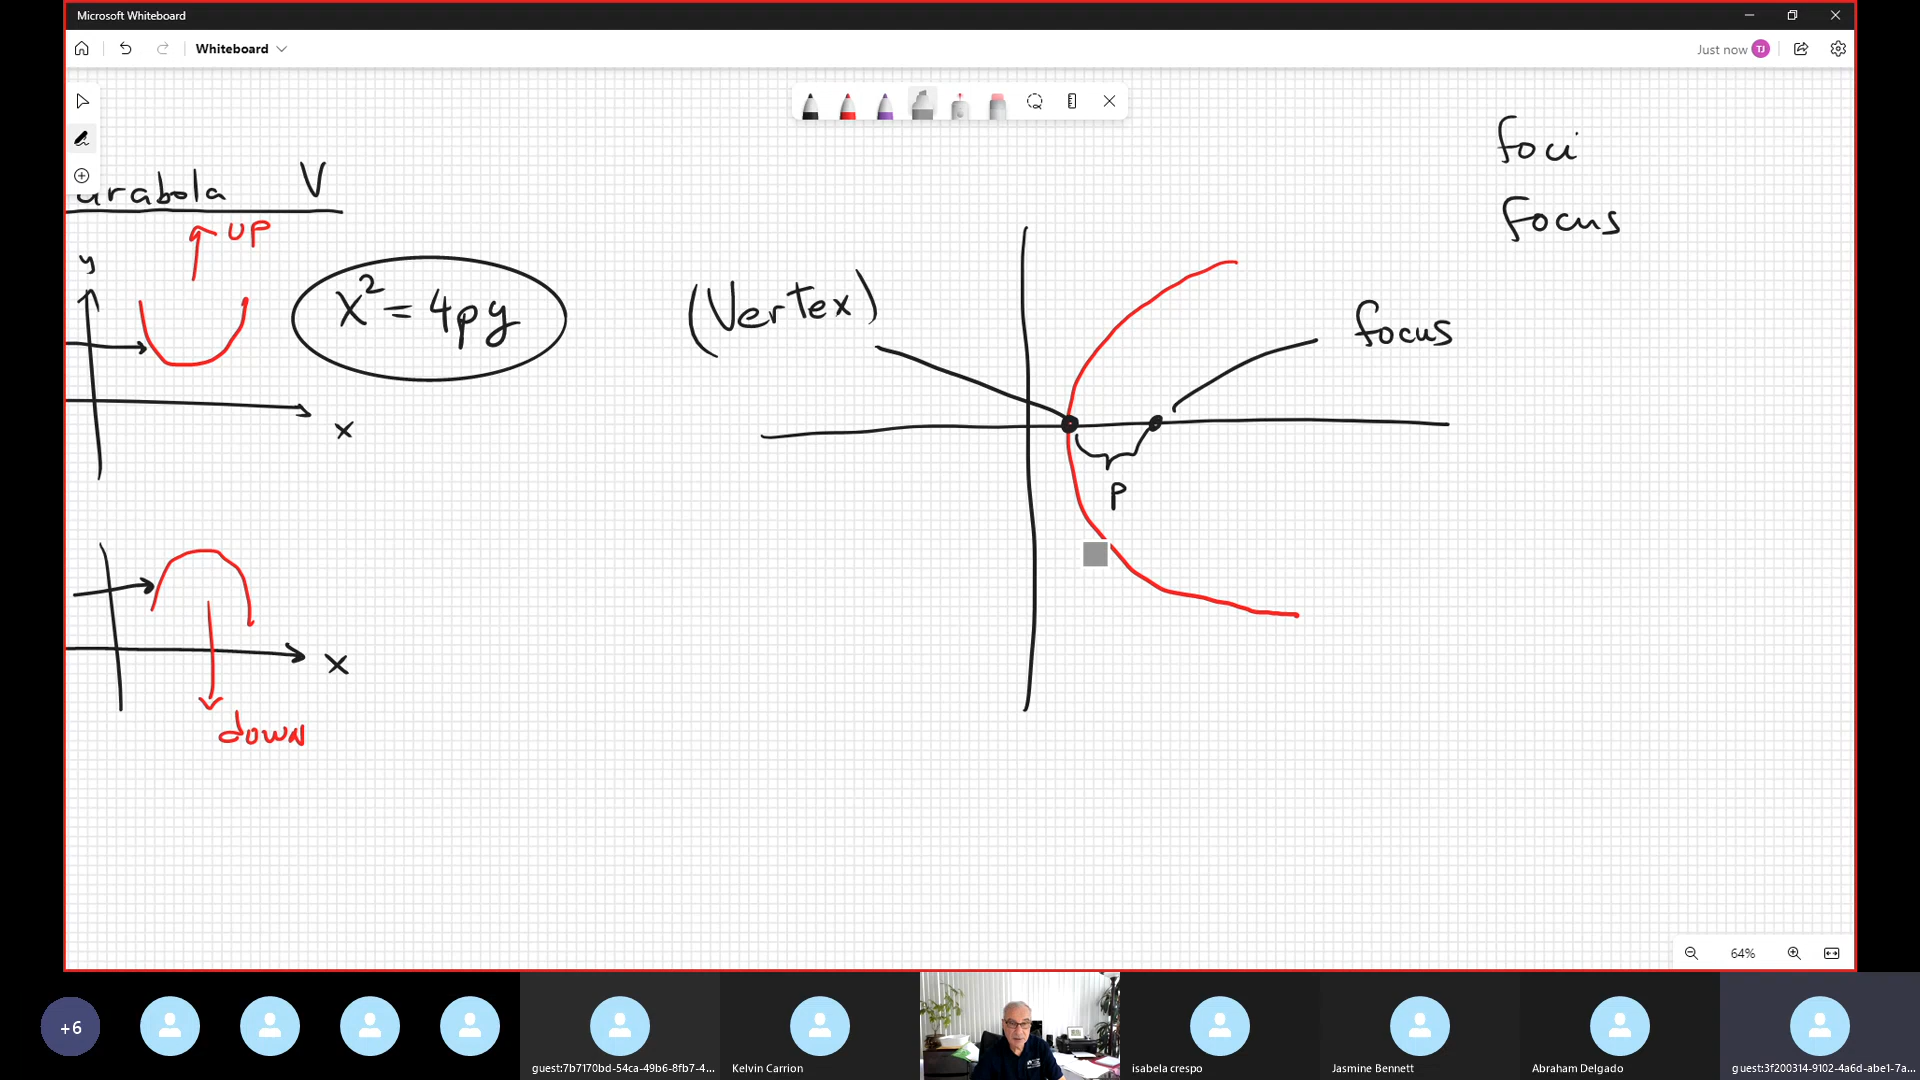 Microsoft Whiteboard
Whiteboard
Just now TJ
foci
focus
arabola V
UP
y
x² = 4py
(Vertex)
focus
x
P
x
down
64%
+6
guest:7b7170bd-54ca-49b6-8fb7-4...
Kelvin Carrion
isabela crespo
Jasmine Bennett
Abraham Delgado
guest:3f200314-9102-4a6d-abe1-7a...